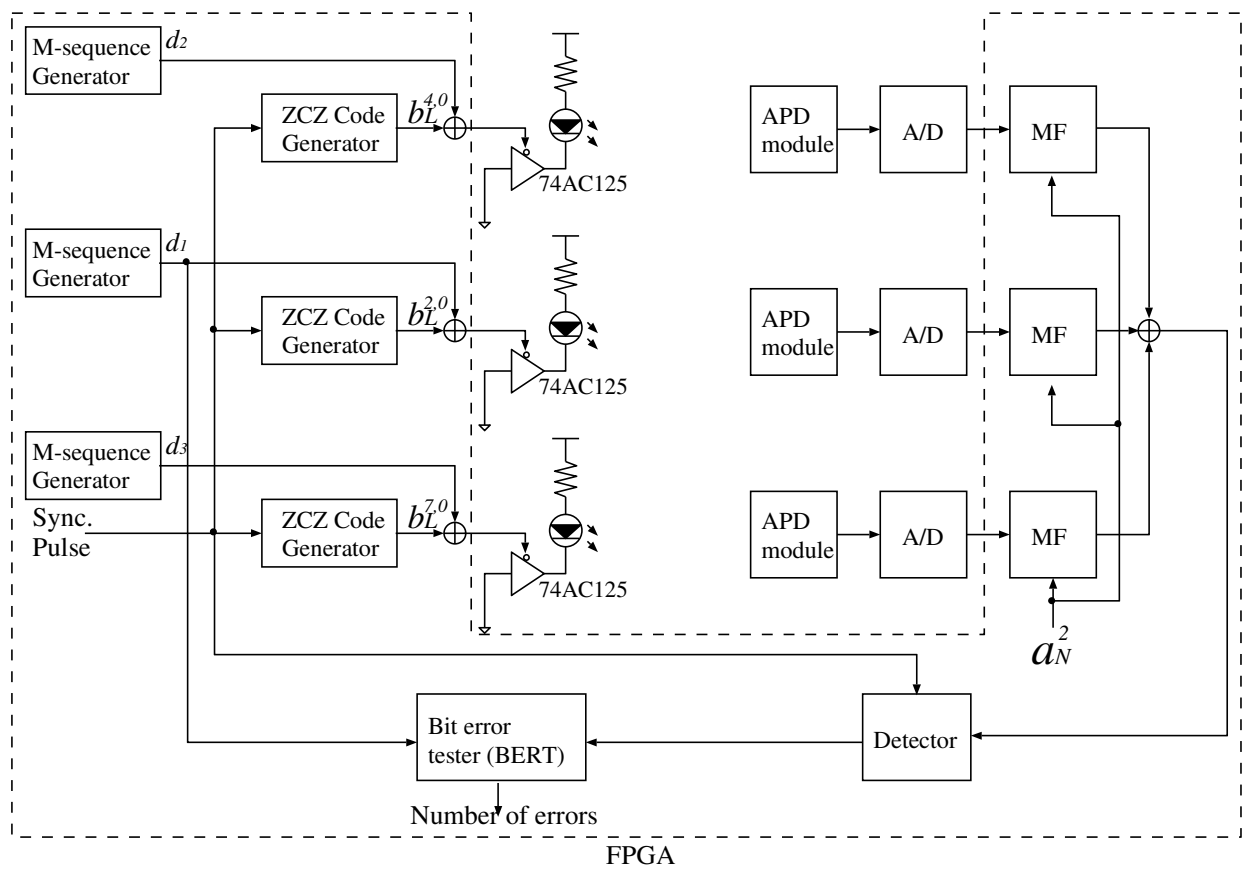 M-sequence
Generator
d2
ZCZ Code
Generator
b_L^{4,0}
74AC125
APD
module
A/D
MF
M-sequence
Generator
d1
ZCZ Code
Generator
b_L^{2,0}
74AC125
APD
module
A/D
MF
M-sequence
Generator
d3
Sync.
Pulse
ZCZ Code
Generator
b_L^{7,0}
74AC125
APD
module
A/D
MF
a_N^2
Bit error
tester (BERT)
Detector
Number of errors
FPGA